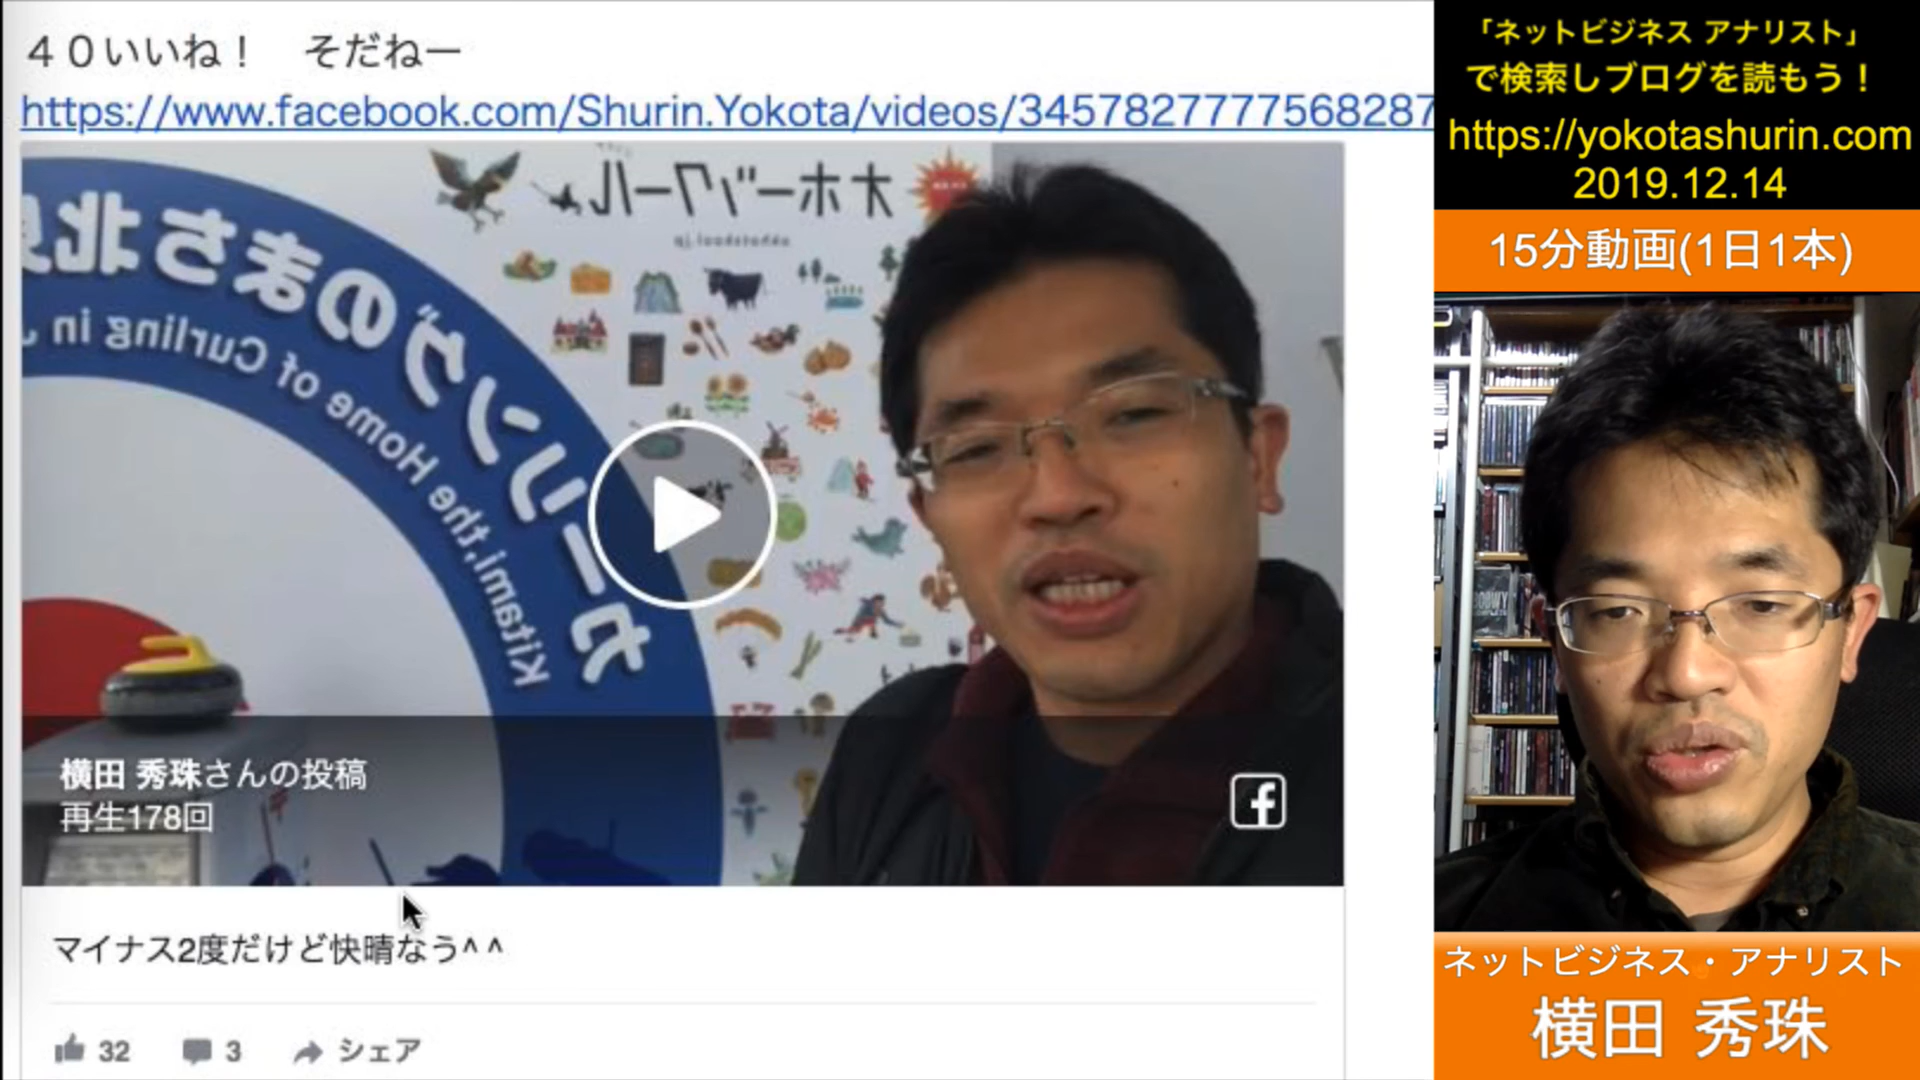 ４０いいね！　そだねー
https://www.facebook.com/Shurin.Yokota/videos/3457827777568287
オホーツクール
カーリングのまち北見
Kitami,the Home of Curling in J
横田 秀珠さんの投稿
再生178回
マイナス2度だけど快晴なう^ ^
32
3
シェア
「ネットビジネス アナリスト」
で検索しブログを読もう！
https://yokotashurin.com
2019.12.14
15分動画(1日1本)
BOOWY
ネットビジネス・アナリスト
横田 秀珠